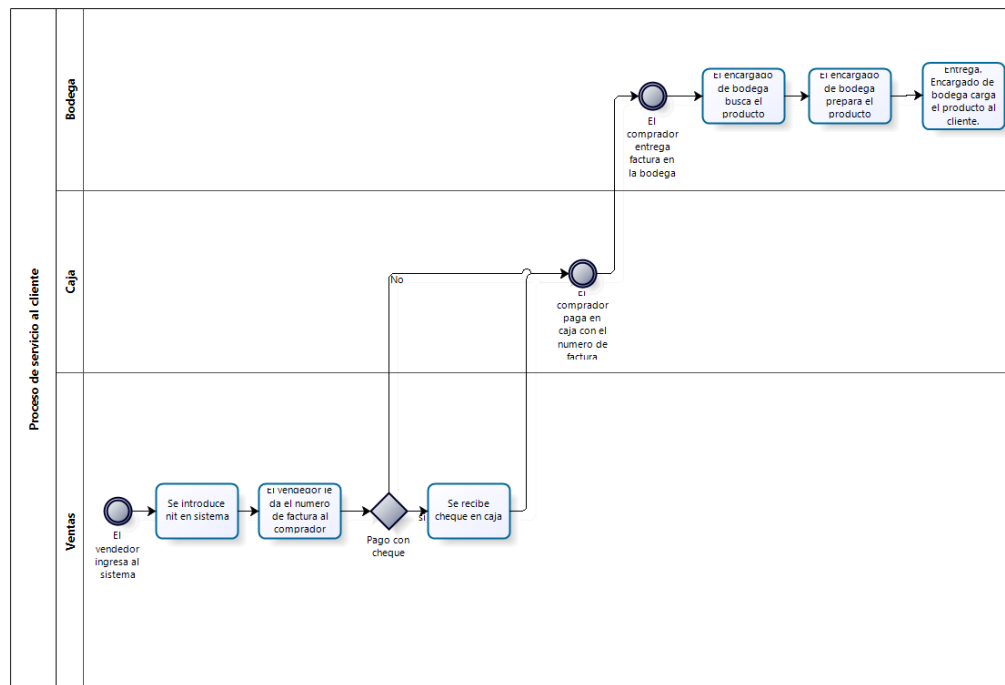 Proceso de servicio al cliente
Bodega
El
comprador
entrega
factura en
la bodega
El encargado
de bodega
busca el
producto
El encargado
de bodega
prepara el
producto
Entrega.
Encargado de
bodega carga
el producto al
cliente.
Caja
No
El
comprador
paga en
caja con el
numero de
factura
Ventas
El
vendedor
ingresa al
sistema
Se introduce
nit en sistema
El vendedor le
da el numero
de factura al
comprador
Pago con
cheque
si
Se recibe
cheque en caja